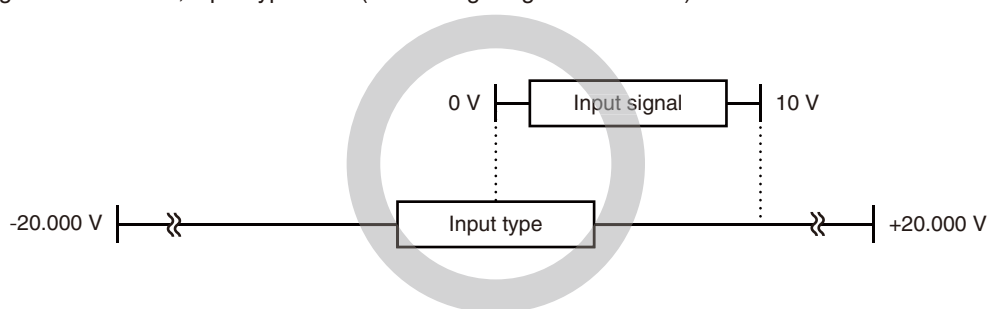 0 V
Input signal
10 V
-20.000 V
Input type
+20.000 V